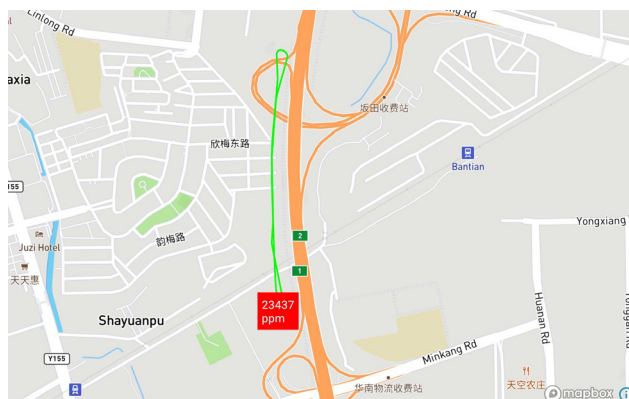 Linlong Rd
ng Rd
axia
坂田收费站
欣梅东路
Bantian
Y155
Yongxiang
韵梅路
2
Juzi Hotel
天天惠
1
23437
ppm
Shayuanpu
Huanan Rd
Minkang Rd
Y155
华南物流收费站
天空农庄
mapbox